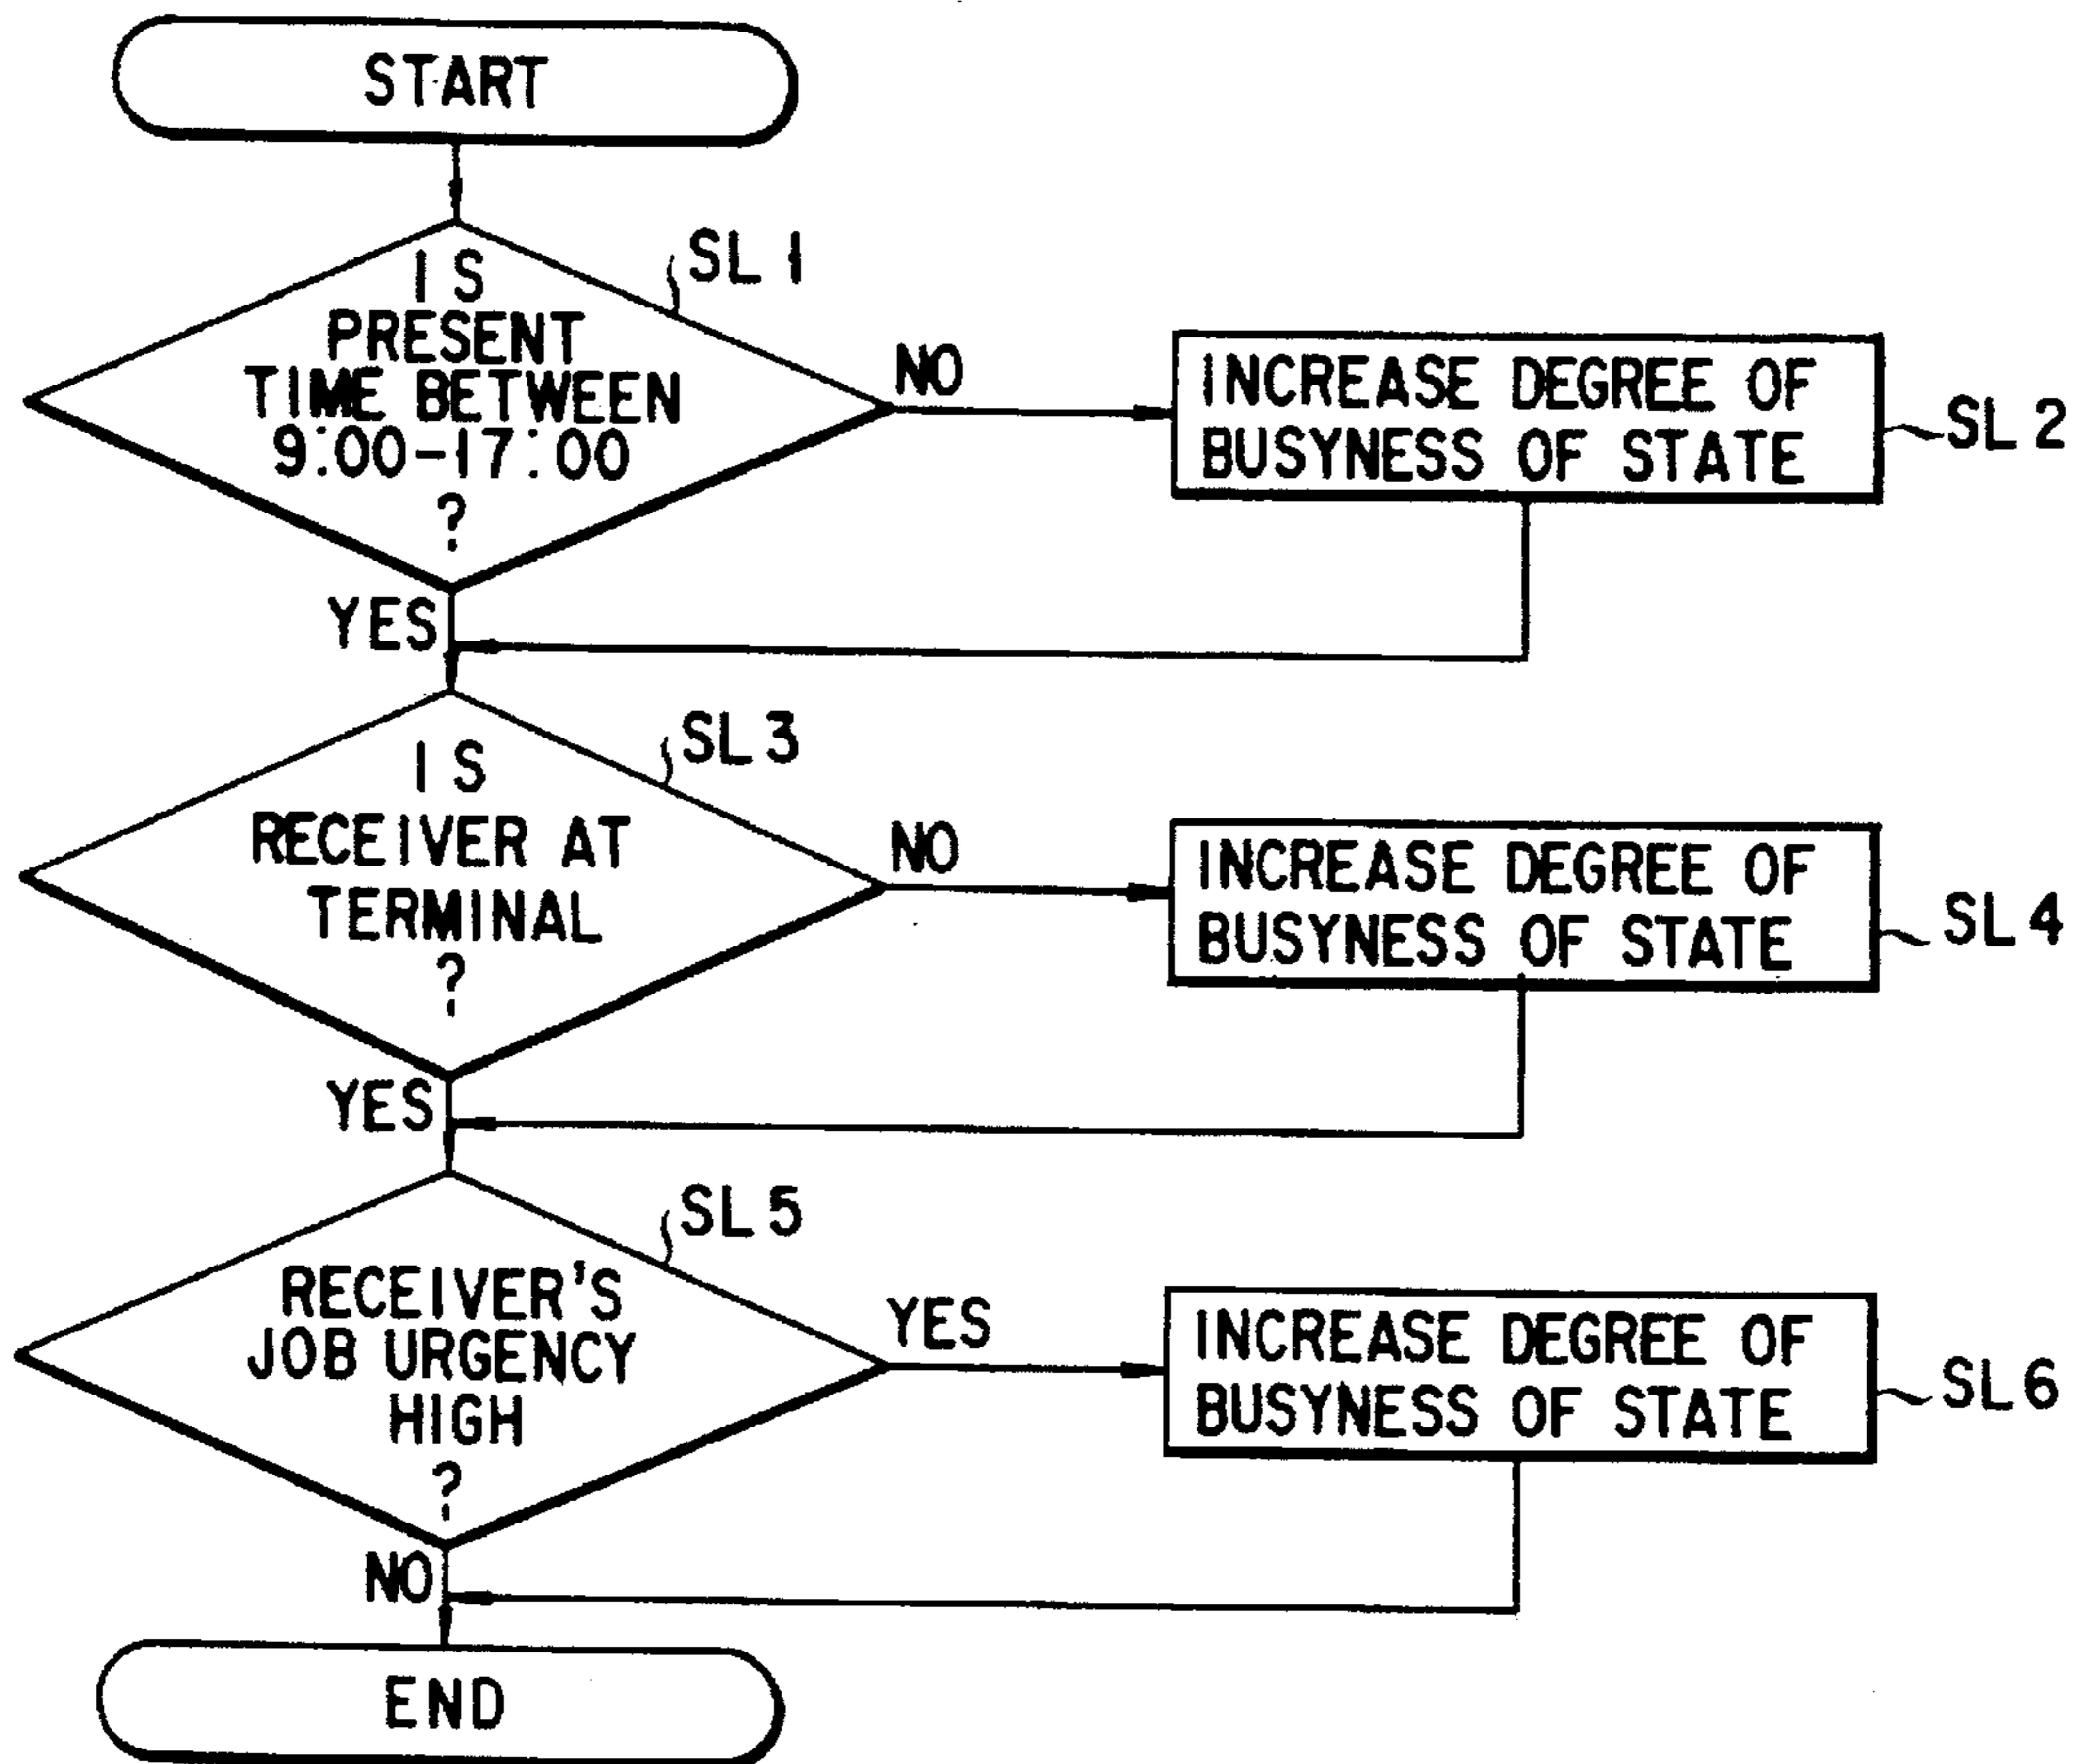 START
SL1
IS
PRESENT
TIME BETWEEN
9:00-17:00
?
NO
INCREASE DEGREE OF
BUSYNESS OF STATE
SL2
YES
SL3
IS
RECEIVER AT
TERMINAL
?
NO
INCREASE DEGREE OF
BUSYNESS OF STATE
SL4
YES
SL5
RECEIVER'S
JOB URGENCY
HIGH
?
YES
INCREASE DEGREE OF
BUSYNESS OF STATE
SL6
NO
END